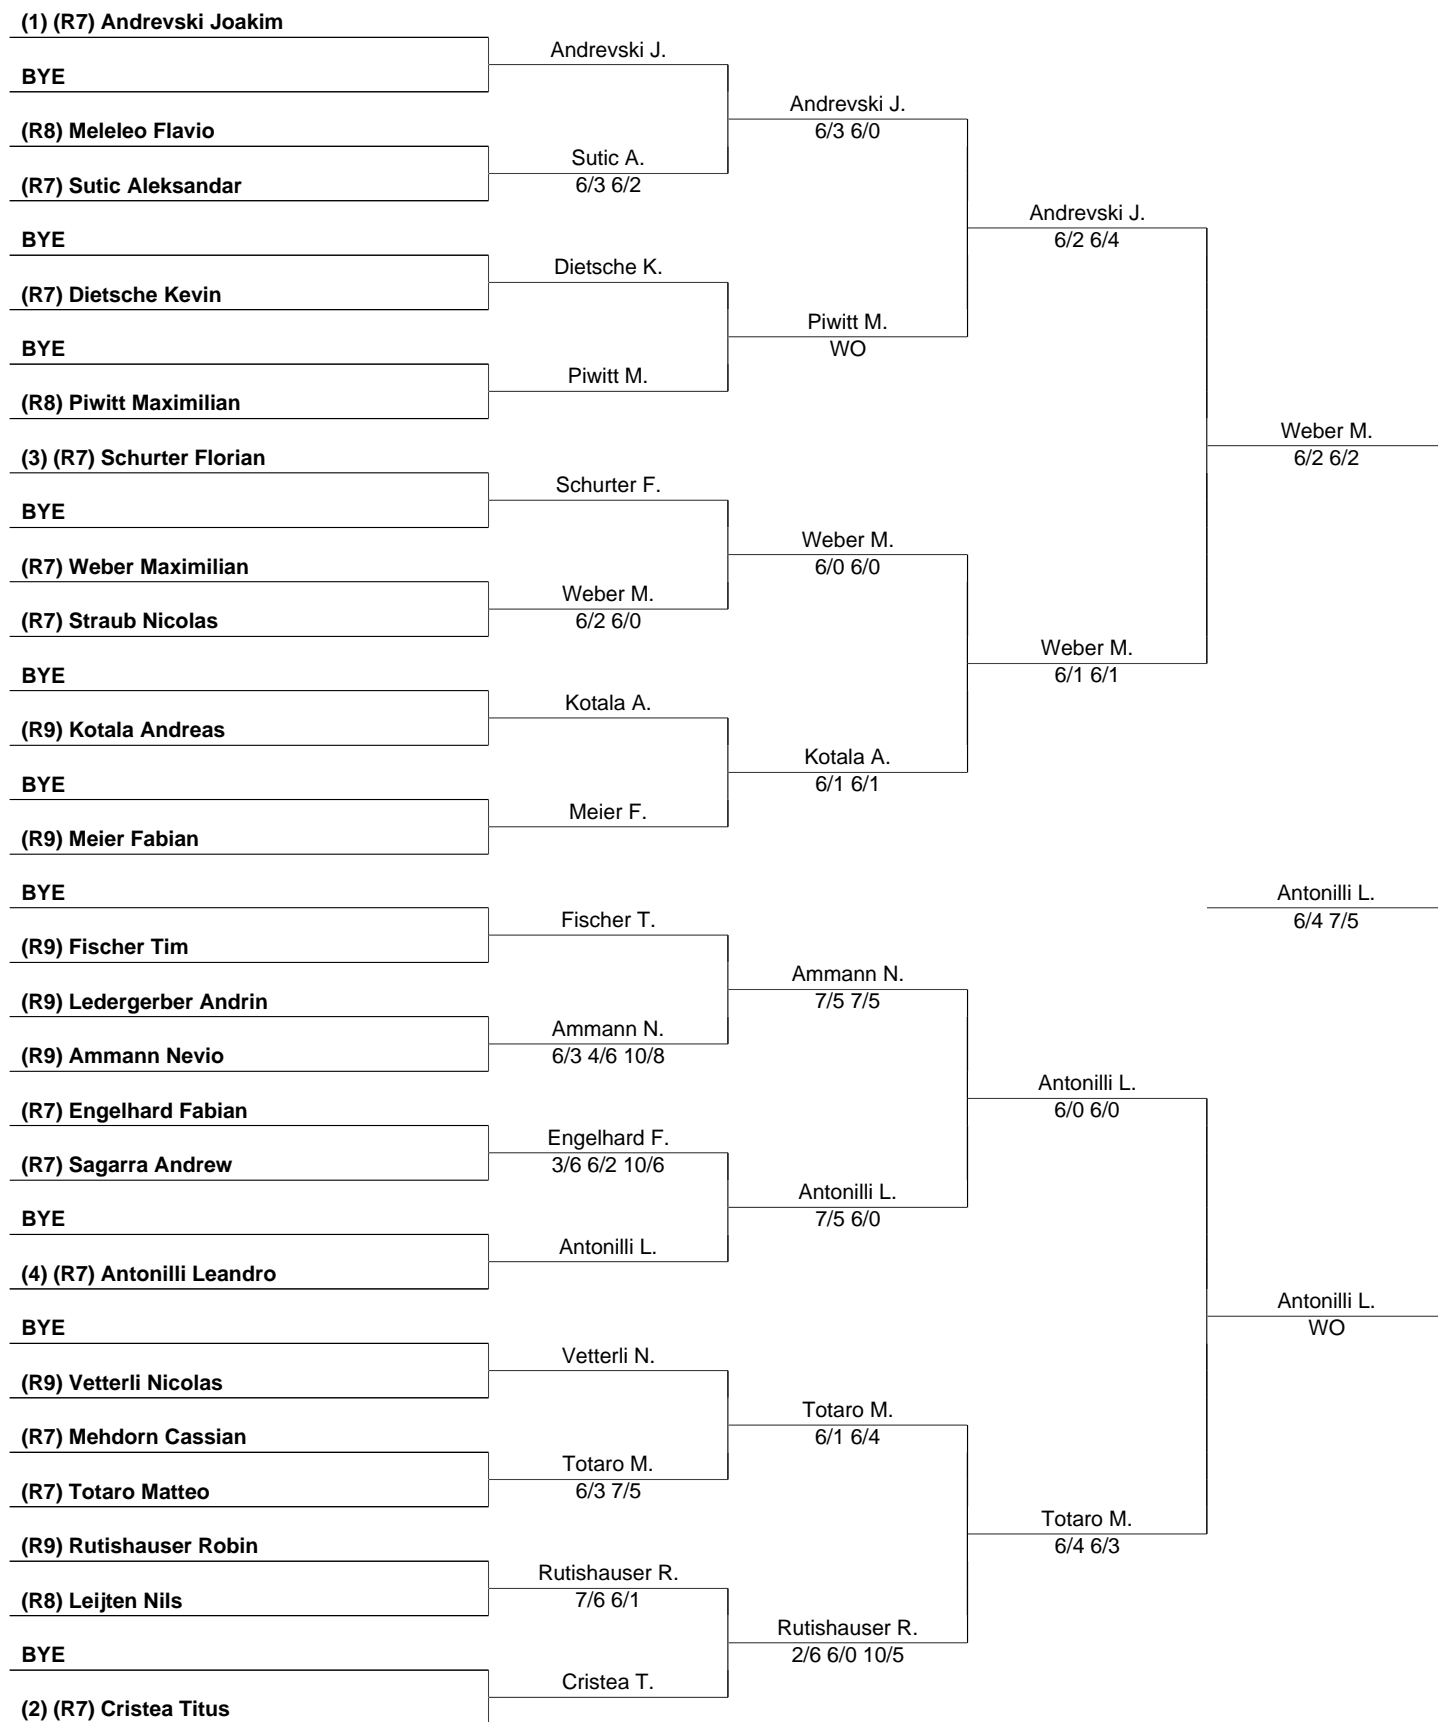 (1) (R7) Andrevski Joakim
BYE
(R8) Meleleo Flavio
(R7) Sutic Aleksandar
BYE
(R7) Dietsche Kevin
BYE
(R8) Piwitt Maximilian
(3) (R7) Schurter Florian
BYE
(R7) Weber Maximilian
(R7) Straub Nicolas
BYE
(R9) Kotala Andreas
BYE
(R9) Meier Fabian
BYE
(R9) Fischer Tim
(R9) Ledergerber Andrin
(R9) Ammann Nevio
(R7) Engelhard Fabian
(R7) Sagarra Andrew
BYE
(4) (R7) Antonilli Leandro
BYE
(R9) Vetterli Nicolas
(R7) Mehdorn Cassian
(R7) Totaro Matteo
(R9) Rutishauser Robin
(R8) Leijten Nils
BYE
(2) (R7) Cristea Titus
Andrevski J.
Sutic A.
6/3 6/2
Dietsche K.
Piwitt M.
Schurter F.
Weber M.
6/2 6/0
Kotala A.
Meier F.
Fischer T.
Ammann N.
6/3 4/6 10/8
Engelhard F.
3/6 6/2 10/6
Antonilli L.
Vetterli N.
Totaro M.
6/3 7/5
Rutishauser R.
7/6 6/1
Cristea T.
Andrevski J.
6/3 6/0
Piwitt M.
WO
Weber M.
6/0 6/0
Kotala A.
6/1 6/1
Ammann N.
7/5 7/5
Antonilli L.
7/5 6/0
Totaro M.
6/1 6/4
Rutishauser R.
2/6 6/0 10/5
Andrevski J.
6/2 6/4
Weber M.
6/1 6/1
Antonilli L.
6/0 6/0
Totaro M.
6/4 6/3
Weber M.
6/2 6/2
Antonilli L.
6/4 7/5
Antonilli L.
WO